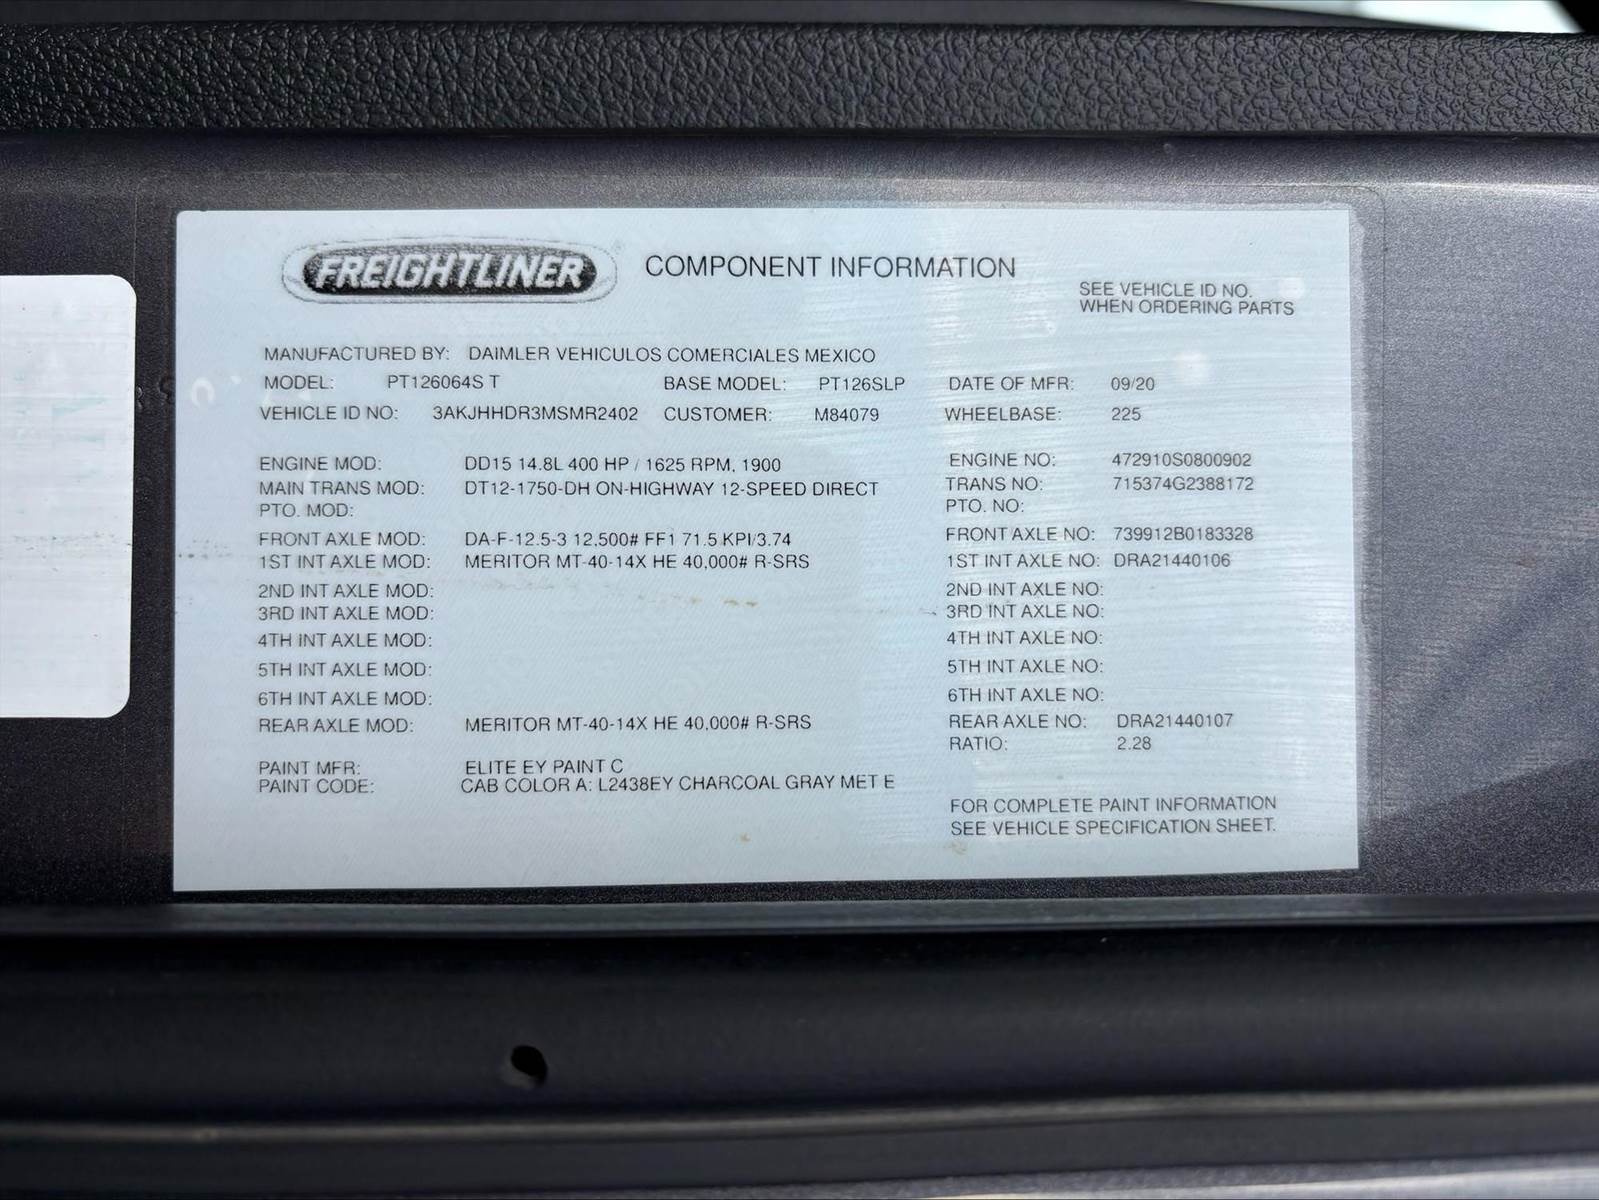 FREIGHTLINER COMPONENT INFORMATION
SEE VEHICLE ID NO.
WHEN ORDERING PARTS
MANUFACTURED BY: DAIMLER VEHICULOS COMERCIALES MEXICO
MODEL: PT126064S T BASE MODEL: PT126SLP DATE OF MFR: 09/20
VEHICLE ID NO: 3AKJHHDR3MSMR2402 CUSTOMER: M84079 WHEELBASE: 225
ENGINE MOD: DD15 14.8L 400 HP / 1625 RPM, 1900 ENGINE NO: 472910S0800902
MAIN TRANS MOD: DT12-1750-DH ON-HIGHWAY 12-SPEED DIRECT TRANS NO: 715374G2388172
PTO. MOD: PTO. NO:
FRONT AXLE MOD: DA-F-12.5-3 12,500# FF1 71.5 KPI/3.74 FRONT AXLE NO: 739912B0183328
1ST INT AXLE MOD: MERITOR MT-40-14X HE 40,000# R-SRS 1ST INT AXLE NO: DRA21440106
2ND INT AXLE MOD: 2ND INT AXLE NO:
3RD INT AXLE MOD: 3RD INT AXLE NO:
4TH INT AXLE MOD: 4TH INT AXLE NO:
5TH INT AXLE MOD: 5TH INT AXLE NO:
6TH INT AXLE MOD: 6TH INT AXLE NO:
REAR AXLE MOD: MERITOR MT-40-14X HE 40,000# R-SRS REAR AXLE NO: DRA21440107
RATIO: 2.28
PAINT MFR: ELITE EY PAINT C
PAINT CODE: CAB COLOR A: L2438EY CHARCOAL GRAY MET E
FOR COMPLETE PAINT INFORMATION
SEE VEHICLE SPECIFICATION SHEET.